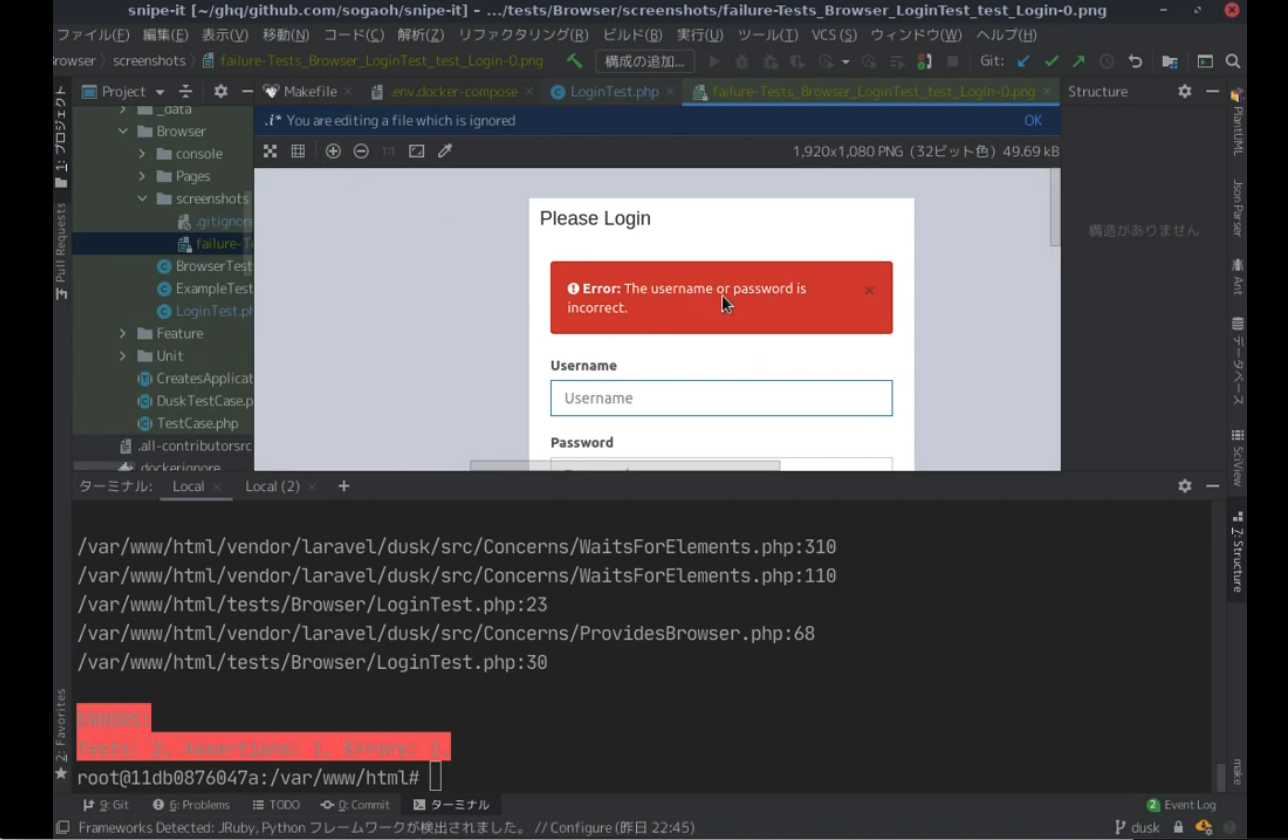 snipe-it [~/ghq/github.com/sogaoh/snipe-it] - .../tests/Browser/screenshots/failure-Tests_Browser_LoginTest_test_Login-0.png
ファイル(F) 編集(E) 表示(V) 移動(N) コード(C) 解析(Z) リファクタリング(R) ビルド(B) 実行(U) ツール(T) VCS (S) ウィンドウ(W) ヘルプ(H)
rowser screenshots failure-Tests_Browser_LoginTest_test_Login-0.png 構成の追加... Git:
Project Makefile .env.docker-compose LoginTest.php failure-Tests_Browser_LoginTest_test_Login-0.png Structure
_data
.i* You are editing a file which is ignored OK
Browser
console
1:1 1,920x1,080 PNG (32ビット色) 49.69 kB
Pages
screenshots
.gitignore
failure-T
BrowserTest
ExampleTest
LoginTest.ph
Feature
Unit
CreatesApplicat
DuskTestCase.p
TestCase.php
.all-contributorsrc
.dockerignore
Please Login
Error: The username or password is
incorrect.
×
Username
Username
Password
構造がありません
1: プロジェクト
Pull Requests
2: Favorites
PlantUML
Json Parser
Ant
データベース
SciView
7: Structure
make
ターミナル: Local × Local (2) × +
/var/www/html/vendor/laravel/dusk/src/Concerns/WaitsForElements.php:310
/var/www/html/vendor/laravel/dusk/src/Concerns/WaitsForElements.php:110
/var/www/html/tests/Browser/LoginTest.php:23
/var/www/html/vendor/laravel/dusk/src/Concerns/ProvidesBrowser.php:68
/var/www/html/tests/Browser/LoginTest.php:30
ERRORS!
Tests: 2, Assertions: 1, Errors: 1.
root@11db0876047a:/var/www/html#
9: Git 6: Problems TODO 0: Commit ターミナル 2 Event Log
Frameworks Detected: JRuby, Python フレームワークが検出されました。 // Configure (昨日 22:45) dusk